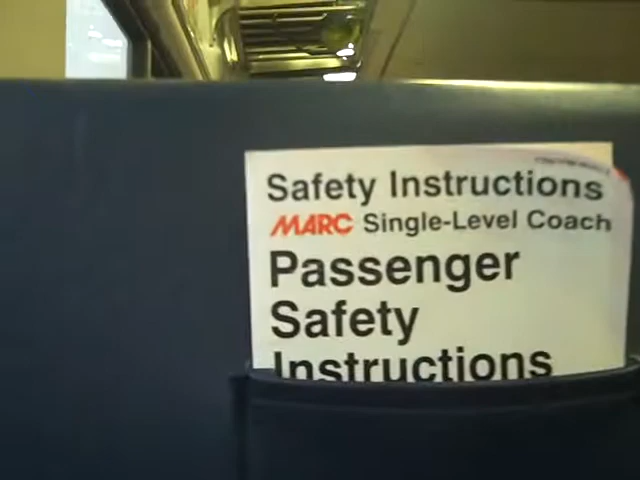 Safety Instructions
MARC Single-Level Coach
Passenger
Safety
Instructions